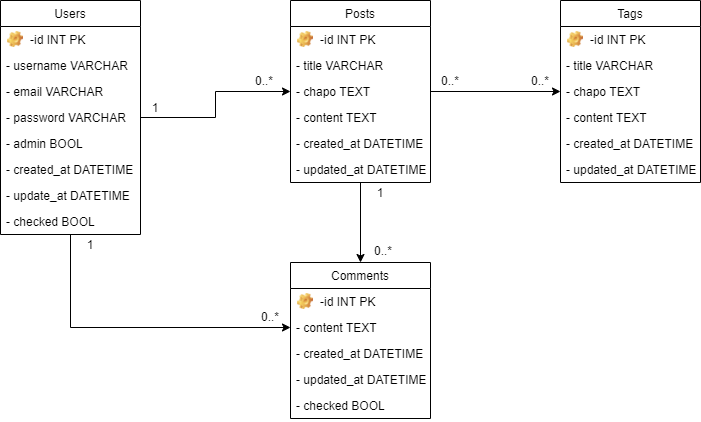 Users
-id INT PK
- username VARCHAR
- email VARCHAR
- password VARCHAR
- admin BOOL
- created_at DATETIME
- update_at DATETIME
- checked BOOL
1
0..*
Posts
-id INT PK
- title VARCHAR
- chapo TEXT
- content TEXT
- created_at DATETIME
- updated_at DATETIME
0..*
0..*
Tags
-id INT PK
- title VARCHAR
- chapo TEXT
- content TEXT
- created_at DATETIME
- updated_at DATETIME
1
0..*
1
0..*
Comments
-id INT PK
- content TEXT
- created_at DATETIME
- updated_at DATETIME
- checked BOOL